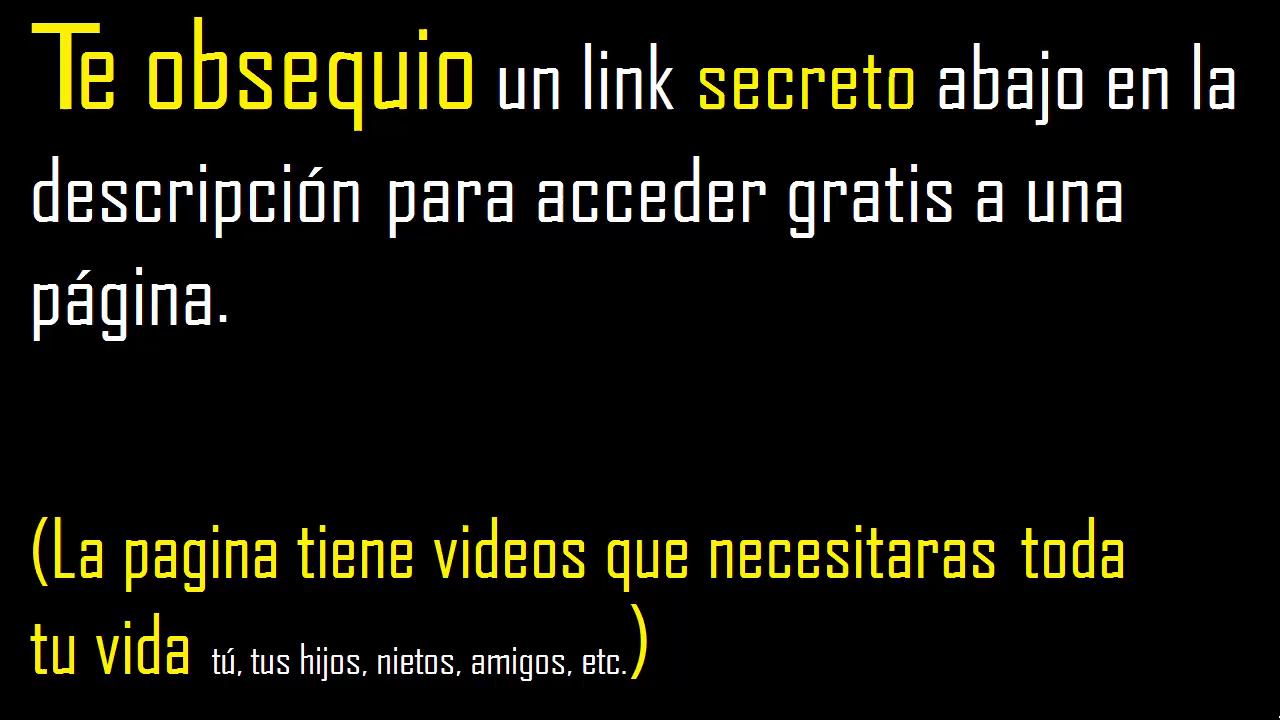 Te obsequio un link secreto abajo en la
descripción para acceder gratis a una
página.
(La pagina tiene videos que necesitaras toda
tu vida tú, tus hijos, nietos, amigos, etc.)